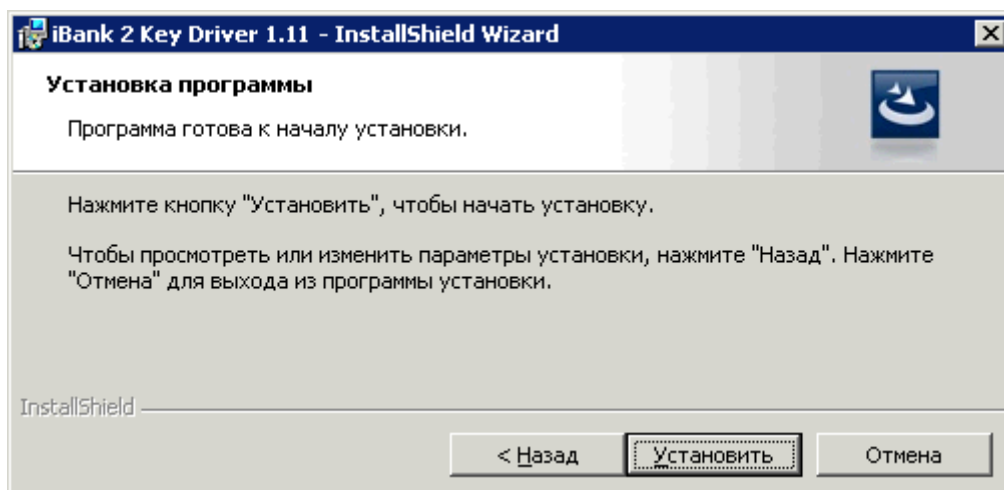 iBank 2 Key Driver 1.11 - InstallShield Wizard
Установка программы
Программа готова к началу установки.
Нажмите кнопку "Установить", чтобы начать установку.
Чтобы просмотреть или изменить параметры установки, нажмите "Назад". Нажмите
"Отмена" для выхода из программы установки.
InstallShield
< Назад Установить Отмена